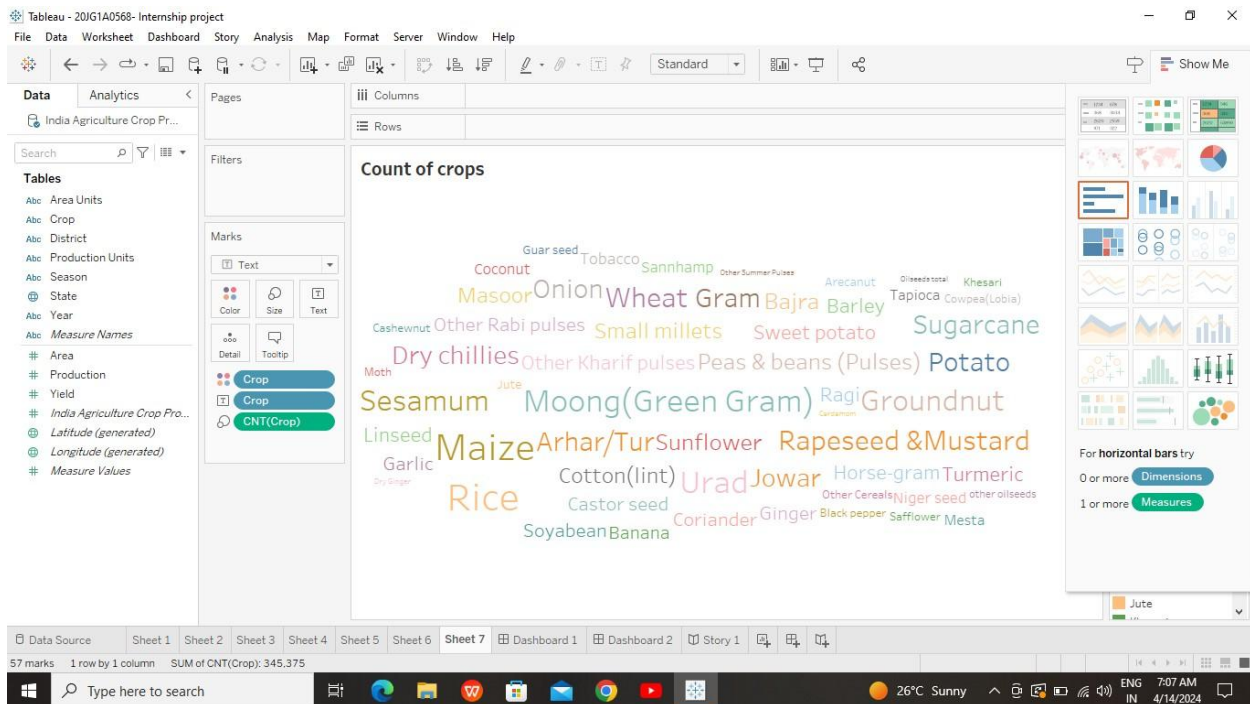 Tableau - 20JG1A0568- Internship project
File Data Worksheet Dashboard Story Analysis Map Format Server Window Help
Standard
Show Me
Data Analytics
India Agriculture Crop Pr...
Search
Tables
Abc Area Units
Abc Crop
Abc District
Abc Production Units
Abc Season
State
Abc Year
Abc Measure Names
# Area
# Production
# Yield
# India Agriculture Crop Pro...
Latitude (generated)
Longitude (generated)
# Measure Values
Pages
Filters
Marks
Text
Color Size Text
Detail Tooltip
Crop
Crop
CNT(Crop)
Columns
Rows
Count of crops
Guar seed Tobacco
Coconut Sannhamp Other Summer Pulses
Arecanut Oilseeds total Khesari
Masoor Onion Wheat Gram Bajra Barley Tapioca Cowpea(Lobia)
Cashewnut Other Rabi pulses Small millets Sweet potato Sugarcane
Dry chillies Other Kharif pulses Peas & beans (Pulses) Potato
Moth
Jute
Sesamum Moong(Green Gram) Ragi Groundnut
Cardamom
Linseed Maize Arhar/Tur Sunflower Rapeseed &Mustard
Garlic Cotton(lint) Urad Jowar Horse-gram Turmeric
Dry Ginger
Rice Castor seed Other Cereals Niger seed other oilseeds
Coriander Ginger Black pepper Safflower Mesta
Soyabean Banana
For horizontal bars try
0 or more Dimensions
1 or more Measures
Jute
Data Source Sheet 1 Sheet 2 Sheet 3 Sheet 4 Sheet 5 Sheet 6 Sheet 7 Dashboard 1 Dashboard 2 Story 1
57 marks 1 row by 1 column SUM of CNT(Crop): 345,375
Type here to search
26°C Sunny
ENG
IN
7:07 AM
4/14/2024